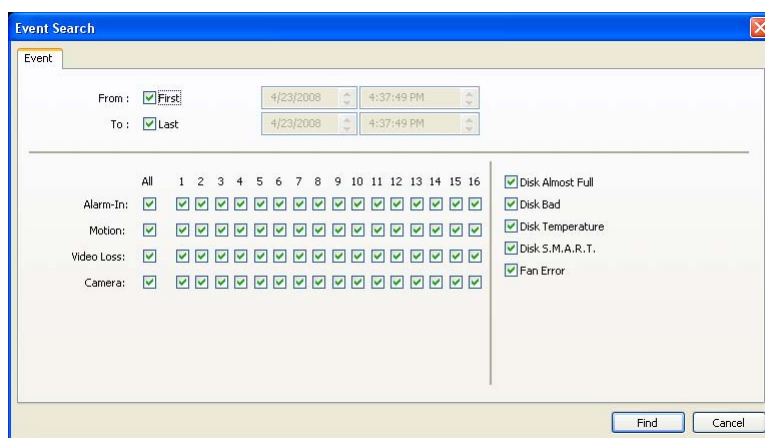 Event Search
Event
From : First 4/23/2008 4:37:49 PM
To : Last 4/23/2008 4:37:49 PM
All 1 2 3 4 5 6 7 8 9 10 11 12 13 14 15 16
Alarm-In:
Motion:
Video Loss:
Camera:
Disk Almost Full
Disk Bad
Disk Temperature
Disk S.M.A.R.T.
Fan Error
Find Cancel